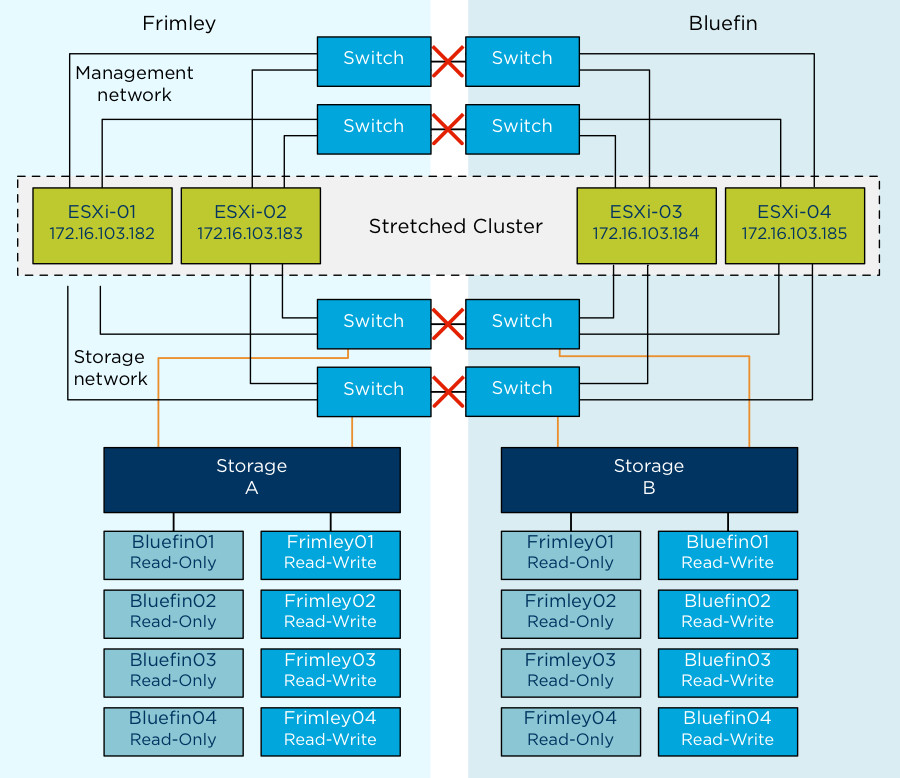 Frimley
Bluefin
Switch
Switch
Management
network
Switch
Switch
ESXi-01
172.16.103.182
ESXi-02
172.16.103.183
Stretched Cluster
ESXi-03
172.16.103.184
ESXi-04
172.16.103.185
Switch
Switch
Storage
network
Switch
Switch
Storage
A
Storage
B
Bluefin01
Read-Only
Frimley01
Read-Write
Frimley01
Read-Only
Bluefin01
Read-Write
Bluefin02
Read-Only
Frimley02
Read-Write
Frimley02
Read-Only
Bluefin02
Read-Write
Bluefin03
Read-Only
Frimley03
Read-Write
Frimley03
Read-Only
Bluefin03
Read-Write
Bluefin04
Read-Only
Frimley04
Read-Write
Frimley04
Read-Only
Bluefin04
Read-Write